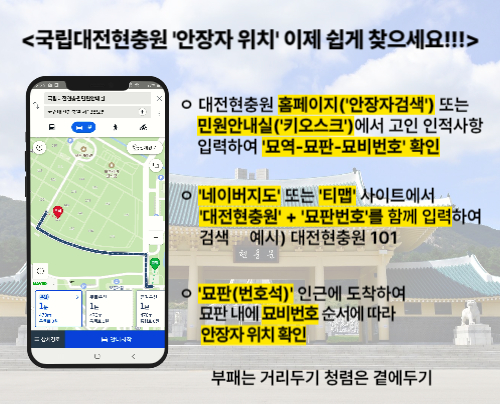 <국립대전현충원 '안장자 위치' 이제 쉽게 찾으세요!!!>
대전현충원 홈페이지('안장자검색') 또는
민원안내실('키오스크')에서 고인 인적사항
입력하여 '묘역-묘판-묘비번호' 확인
'네이버지도' 또는 '티맵' 사이트에서
'대전현충원' + '묘판번호'를 함께 입력하여
검색 예시) 대전현충원 101
'묘판(번호석)' 인근에 도착하여
묘판 내에 묘비번호 순서에 따라
안장자 위치 확인
부패는 거리두기 청렴은 곁에두기